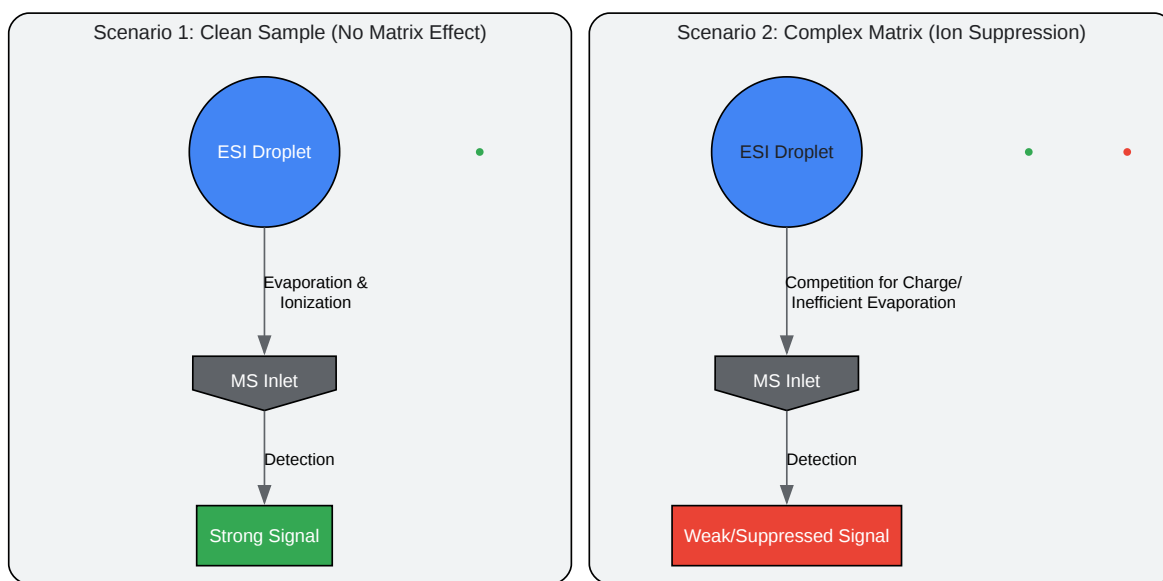 Scenario 1: Clean Sample (No Matrix Effect)
ESI Droplet
Evaporation &
Ionization
MS Inlet
Detection
Strong Signal
Scenario 2: Complex Matrix (Ion Suppression)
ESI Droplet
Competition for Charge/
Inefficient Evaporation
MS Inlet
Detection
Weak/Suppressed Signal